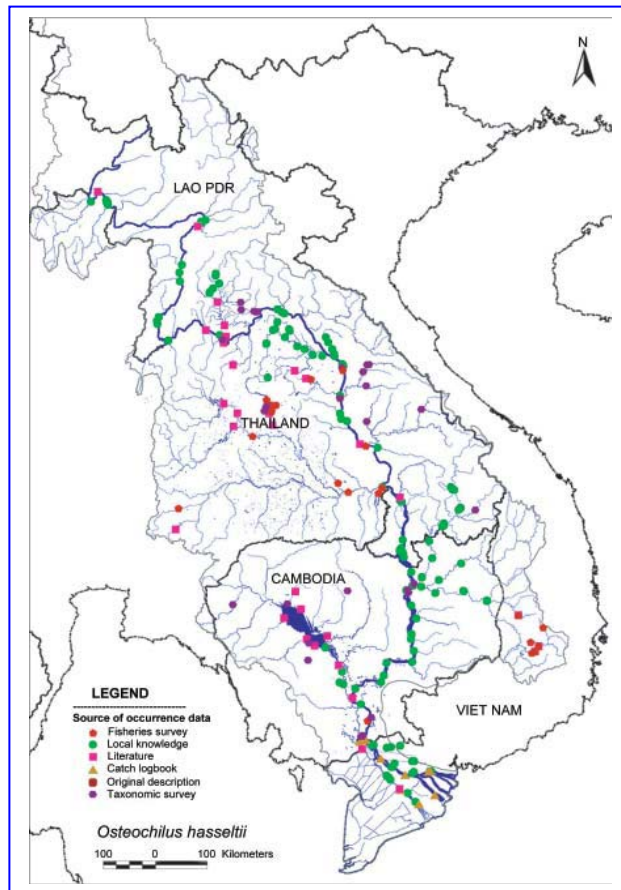 N
LAO PDR
THAILAND
CAMBODIA
VIET NAM
LEGEND
Source of occurrence data
Fisheries survey
Local knowledge
Literature
Catch logbook
Original description
Taxonomic survey
Osteochilus hasseltii
100 0 100 Kilometers